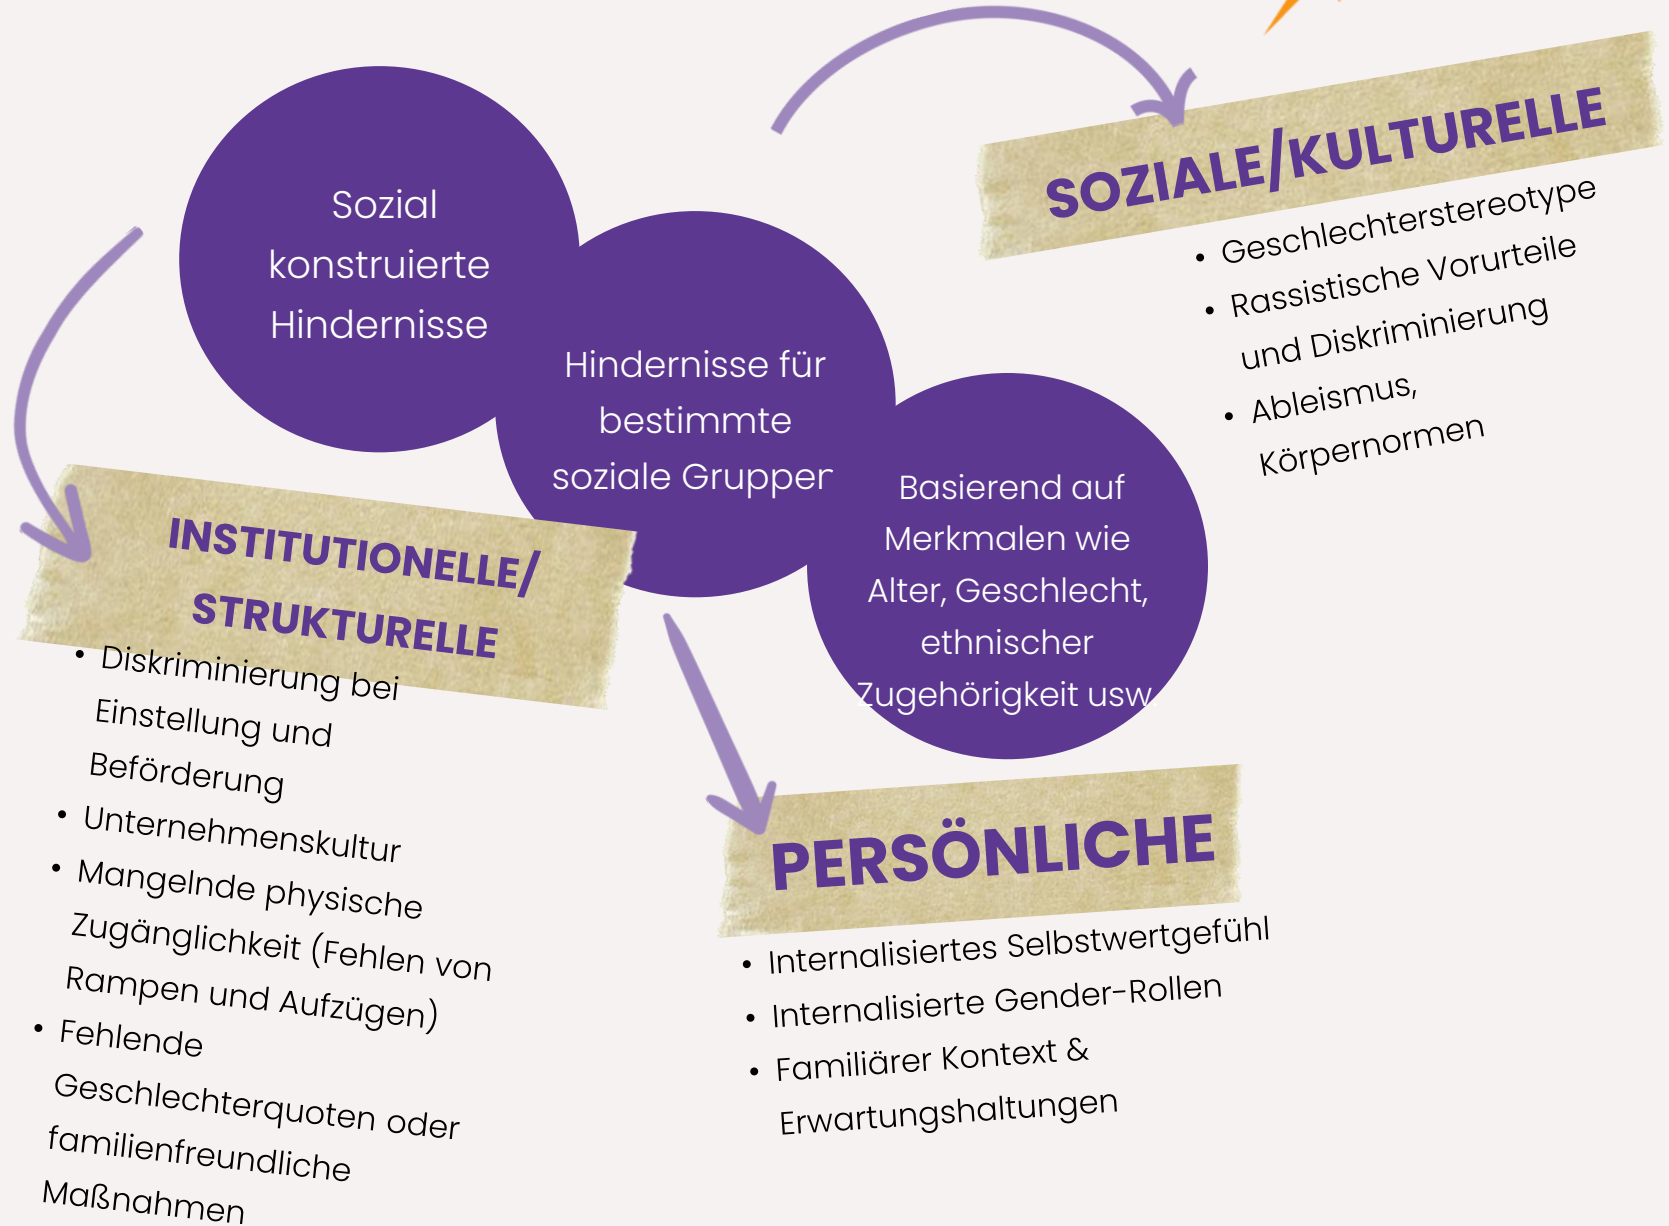 Sozial
konstruierte
Hindernisse
Hindernisse für
bestimmte
soziale Gruppen
Basierend auf
Merkmalen wie
Alter, Geschlecht,
ethnischer
Zugehörigkeit usw.
SOZIALE/KULTURELLE
• Geschlechterstereotype
• Rassistische Vorurteile
und Diskriminierung
• Ableismus,
Körpernormen
INSTITUTIONELLE/
STRUKTURELLE
• Diskriminierung bei
Einstellung und
Beförderung
• Unternehmenskultur
• Mangelnde physische
Zugänglichkeit (Fehlen von
Rampen und Aufzügen)
• Fehlende
Geschlechterquoten oder
familienfreundliche
Maßnahmen
PERSÖNLICHE
• Internalisiertes Selbstwertgefühl
• Internalisierte Gender-Rollen
• Familiärer Kontext &
Erwartungshaltungen